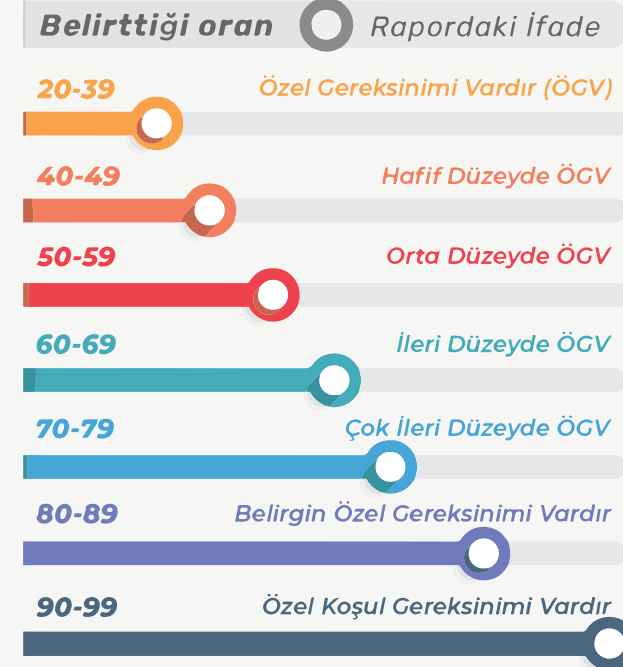 Belirttiği oran Rapordaki İfade
20-39 Özel Gereksinimi Vardır (ÖGV)
40-49 Hafif Düzeyde ÖGV
50-59 Orta Düzeyde ÖGV
60-69 İleri Düzeyde ÖGV
70-79 Çok İleri Düzeyde ÖGV
80-89 Belirgin Özel Gereksinimi Vardır
90-99 Özel Koşul Gereksinimi Vardır